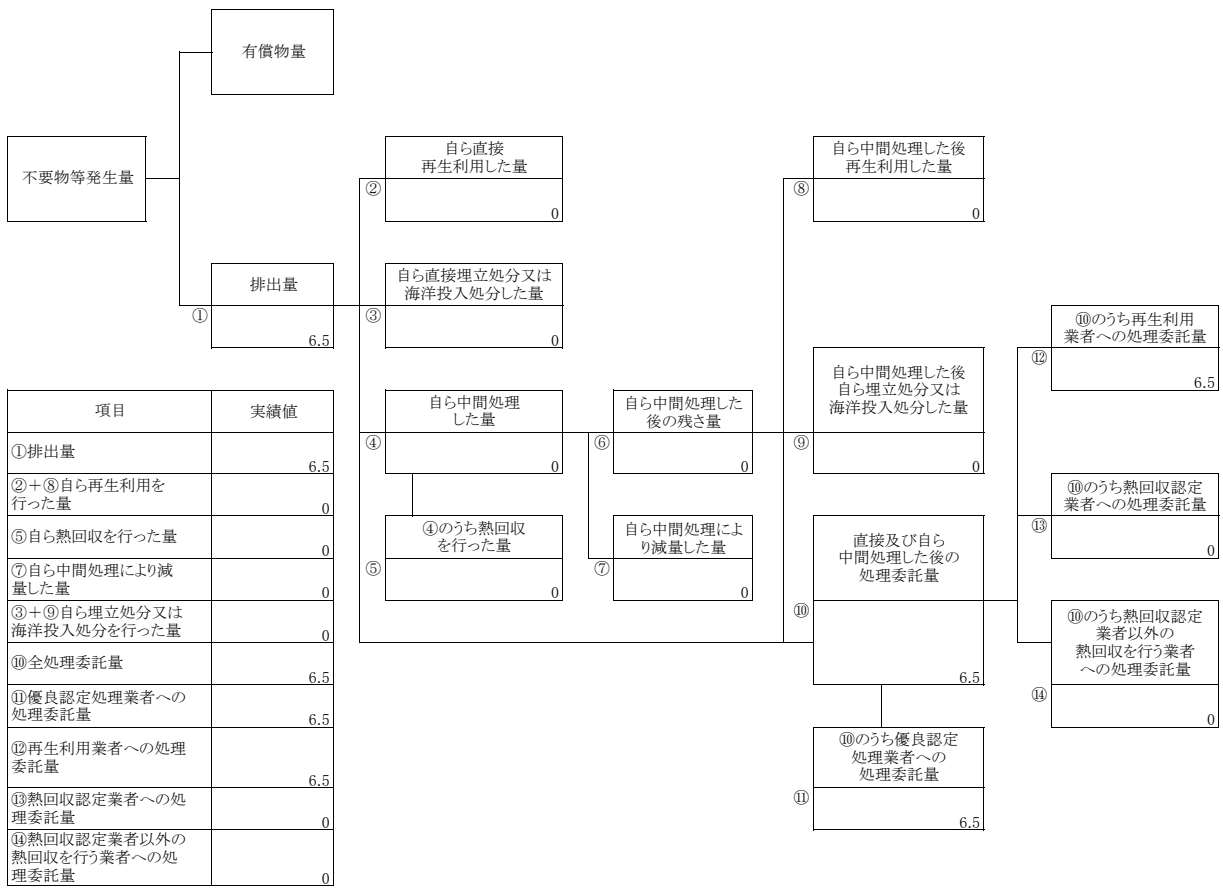 有償物量
不要物等発生量
自ら直接
再生利用した量
②
0
自ら中間処理した後
再生利用した量
⑧
0
排出量
①
6.5
自ら直接埋立処分又は
海洋投入処分した量
③
0
⑩のうち再生利用
業者への処理委託量
⑫
6.5
自ら中間処理
した量
④
0
自ら中間処理した
後の残さ量
⑥
0
自ら中間処理した後
自ら埋立処分又は
海洋投入処分した量
⑨
0
⑩のうち熱回収認定
業者への処理委託量
⑬
0
④のうち熱回収
を行った量
⑤
0
自ら中間処理によ
り減量した量
⑦
0
直接及び自ら
中間処理した後の
処理委託量
⑩
6.5
⑩のうち熱回収認定
業者以外の
熱回収を行う業者
への処理委託量
⑭
0
⑩のうち優良認定
処理業者への
処理委託量
⑪
6.5
項目 実績値
①排出量
6.5
②+⑧自ら再生利用を
行った量
0
⑤自ら熱回収を行った量
0
⑦自ら中間処理により減
量した量
0
③+⑨自ら埋立処分又は
海洋投入処分を行った量
0
⑩全処理委託量
6.5
⑪優良認定処理業者への
処理委託量
6.5
⑫再生利用業者への処理
委託量
6.5
⑬熱回収認定業者への処
理委託量
0
⑭熱回収認定業者以外の
熱回収を行う業者への処
理委託量
0